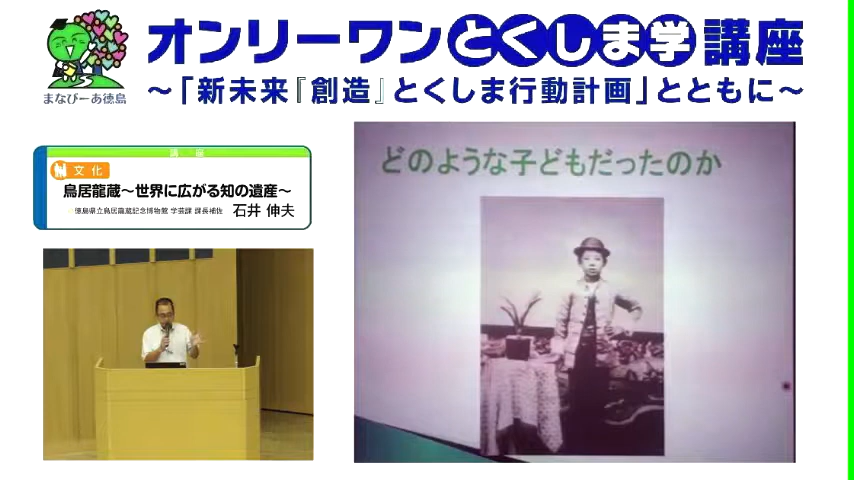 オンリーワンとくしま学講座
～「新未来『創造』とくしま行動計画」とともに～
まなびーあ徳島
講 座
文化
鳥居龍蔵～世界に広がる知の遺産～
徳島県立鳥居龍蔵記念博物館 学芸課 課長補佐 石井 伸夫
どのような子どもだったのか